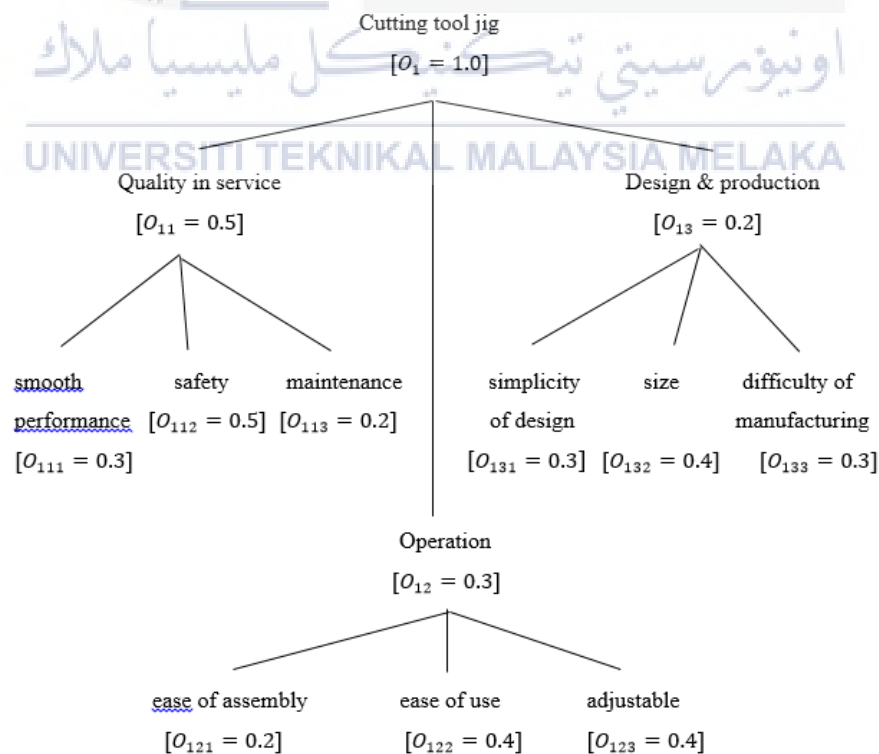 Cutting tool jig
[O₁ = 1.0]
اونيۏرسيتي تيكنيكل مليسيا ملاك
UNIVERSITI TEKNIKAL MALAYSIA MELAKA
Quality in service
[O₁₁ = 0.5]
Design & production
[O₁₃ = 0.2]
smooth
performance
[O₁₁₁ = 0.3]
safety
[O₁₁₂ = 0.5]
maintenance
[O₁₁₃ = 0.2]
simplicity
of design
[O₁₃₁ = 0.3]
size
[O₁₃₂ = 0.4]
difficulty of
manufacturing
[O₁₃₃ = 0.3]
Operation
[O₁₂ = 0.3]
ease of assembly
[O₁₂₁ = 0.2]
ease of use
[O₁₂₂ = 0.4]
adjustable
[O₁₂₃ = 0.4]